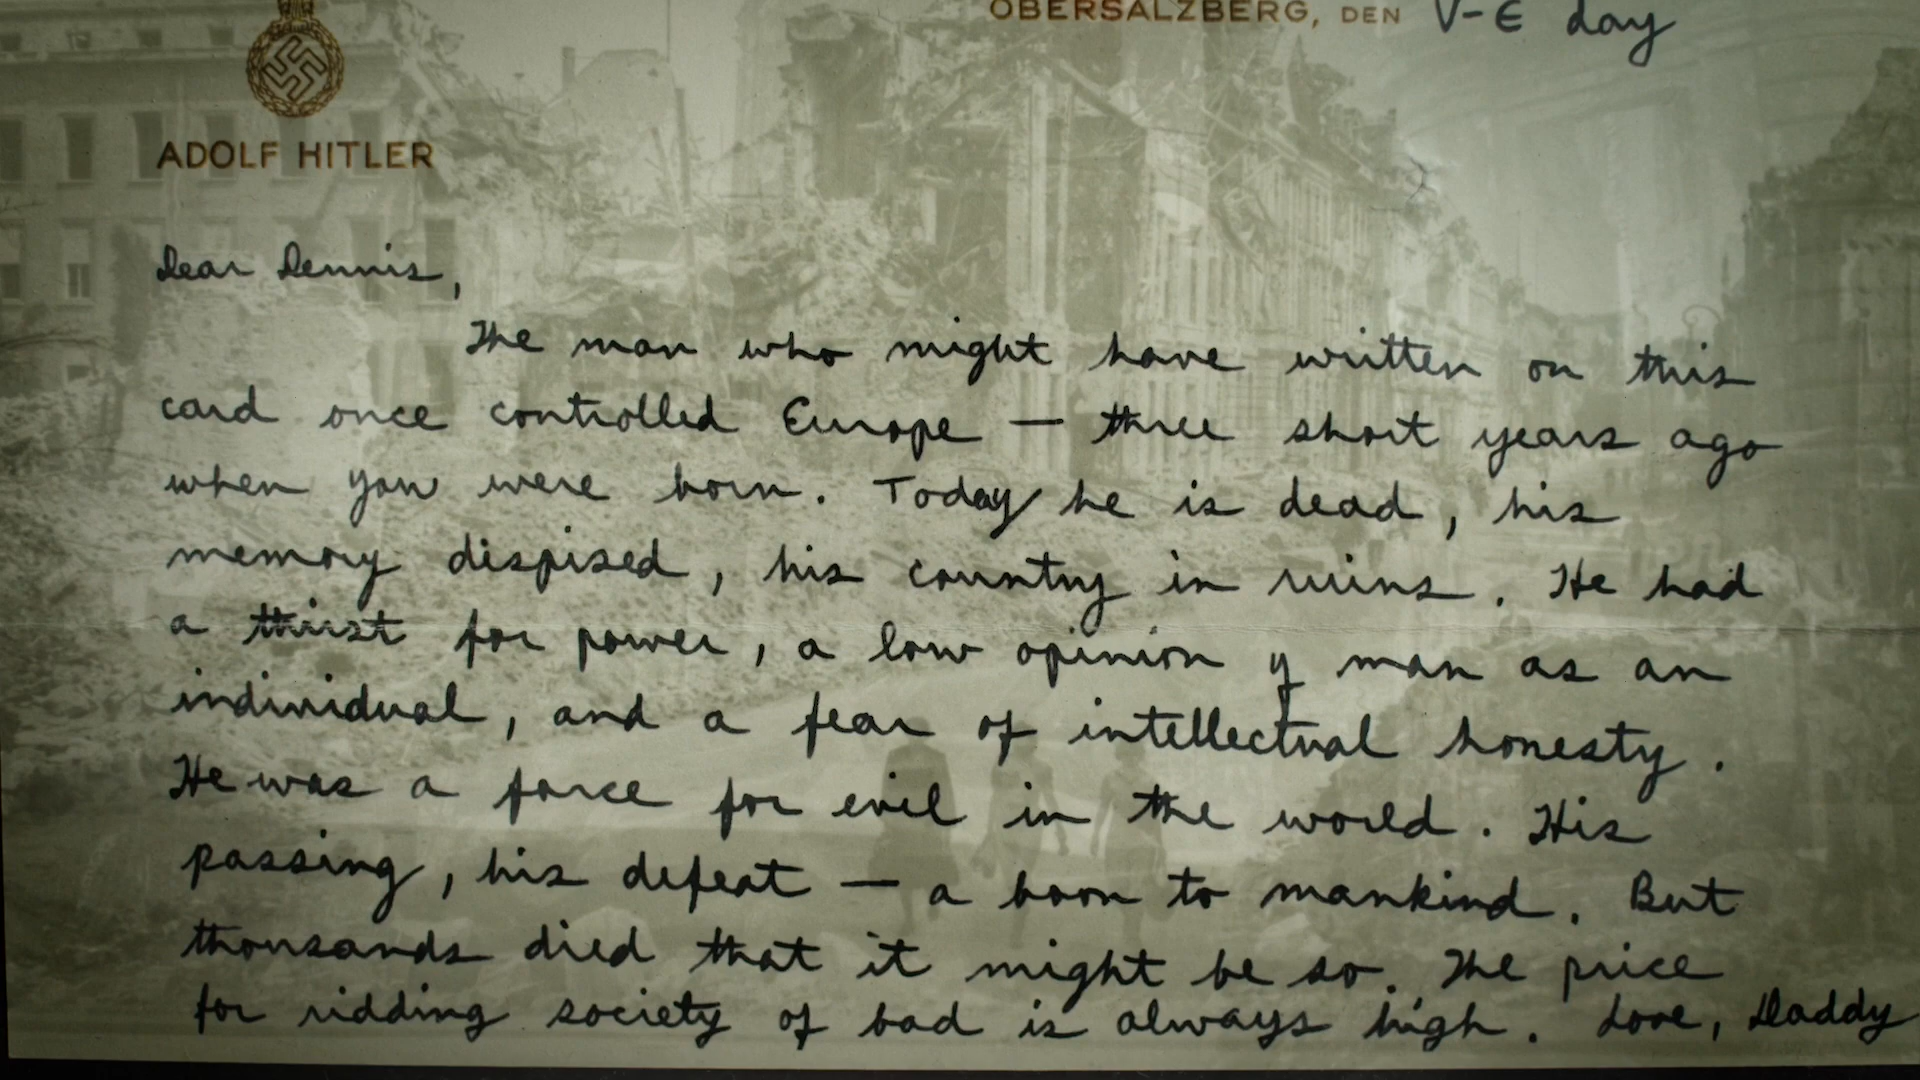 OBERSALZBERG, DEN V-E day
ADOLF HITLER
Dear Dennis,
The man who might have written on this
card once controlled Europe — three short years ago
when you were born. Today he is dead, his
memory dispised, his country in ruins. He had
a thirst for power, a low opinion of man as an
individual, and a fear of intellectual honesty.
He was a force for evil in the world. His
passing, his defeat — a boon to mankind. But
thousands died that it might be so. The price
for ridding society of bad is always high. Love, Daddy